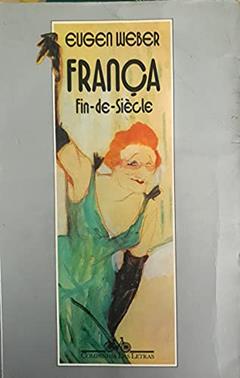 EUGEN WEBER
FRANÇA
Fin-de-Siècle
COMPANHIA DAS LETRAS